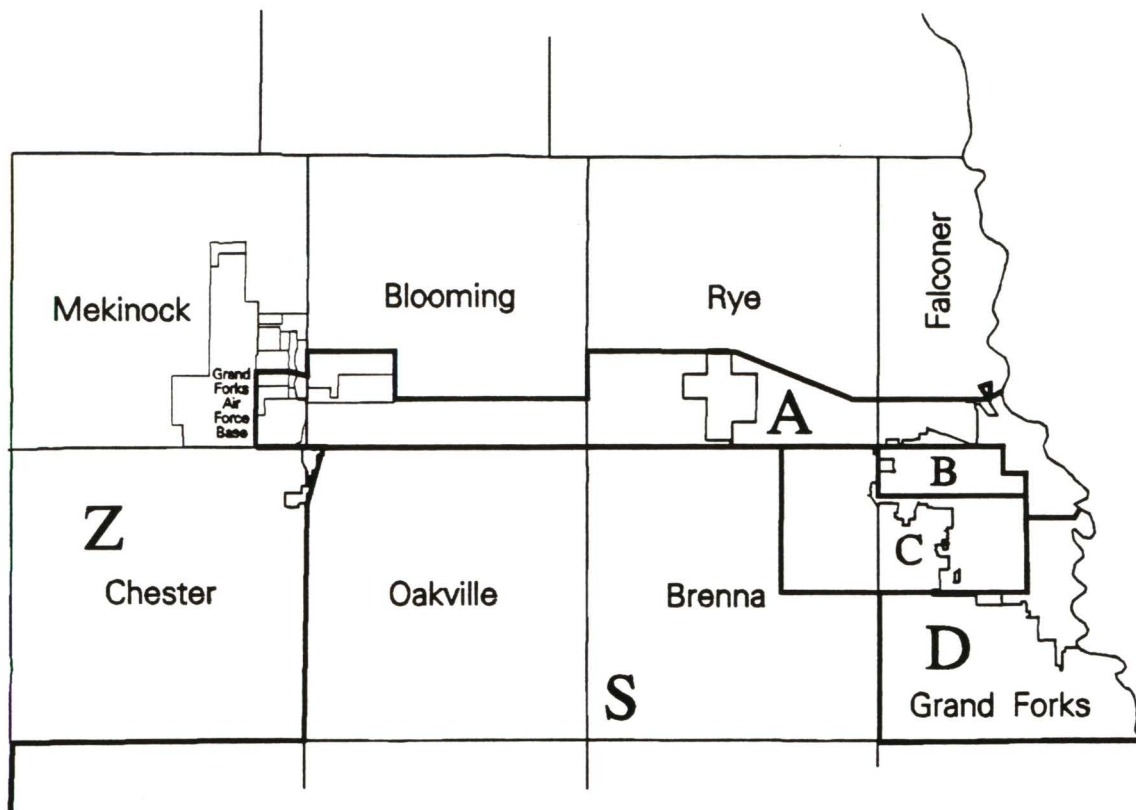 Mekinock
Blooming
Rye
Falconer
Grand
Forks
Air
Force
Base
A
B
Z
C
Chester
Oakville
Brenna
D
S
Grand Forks